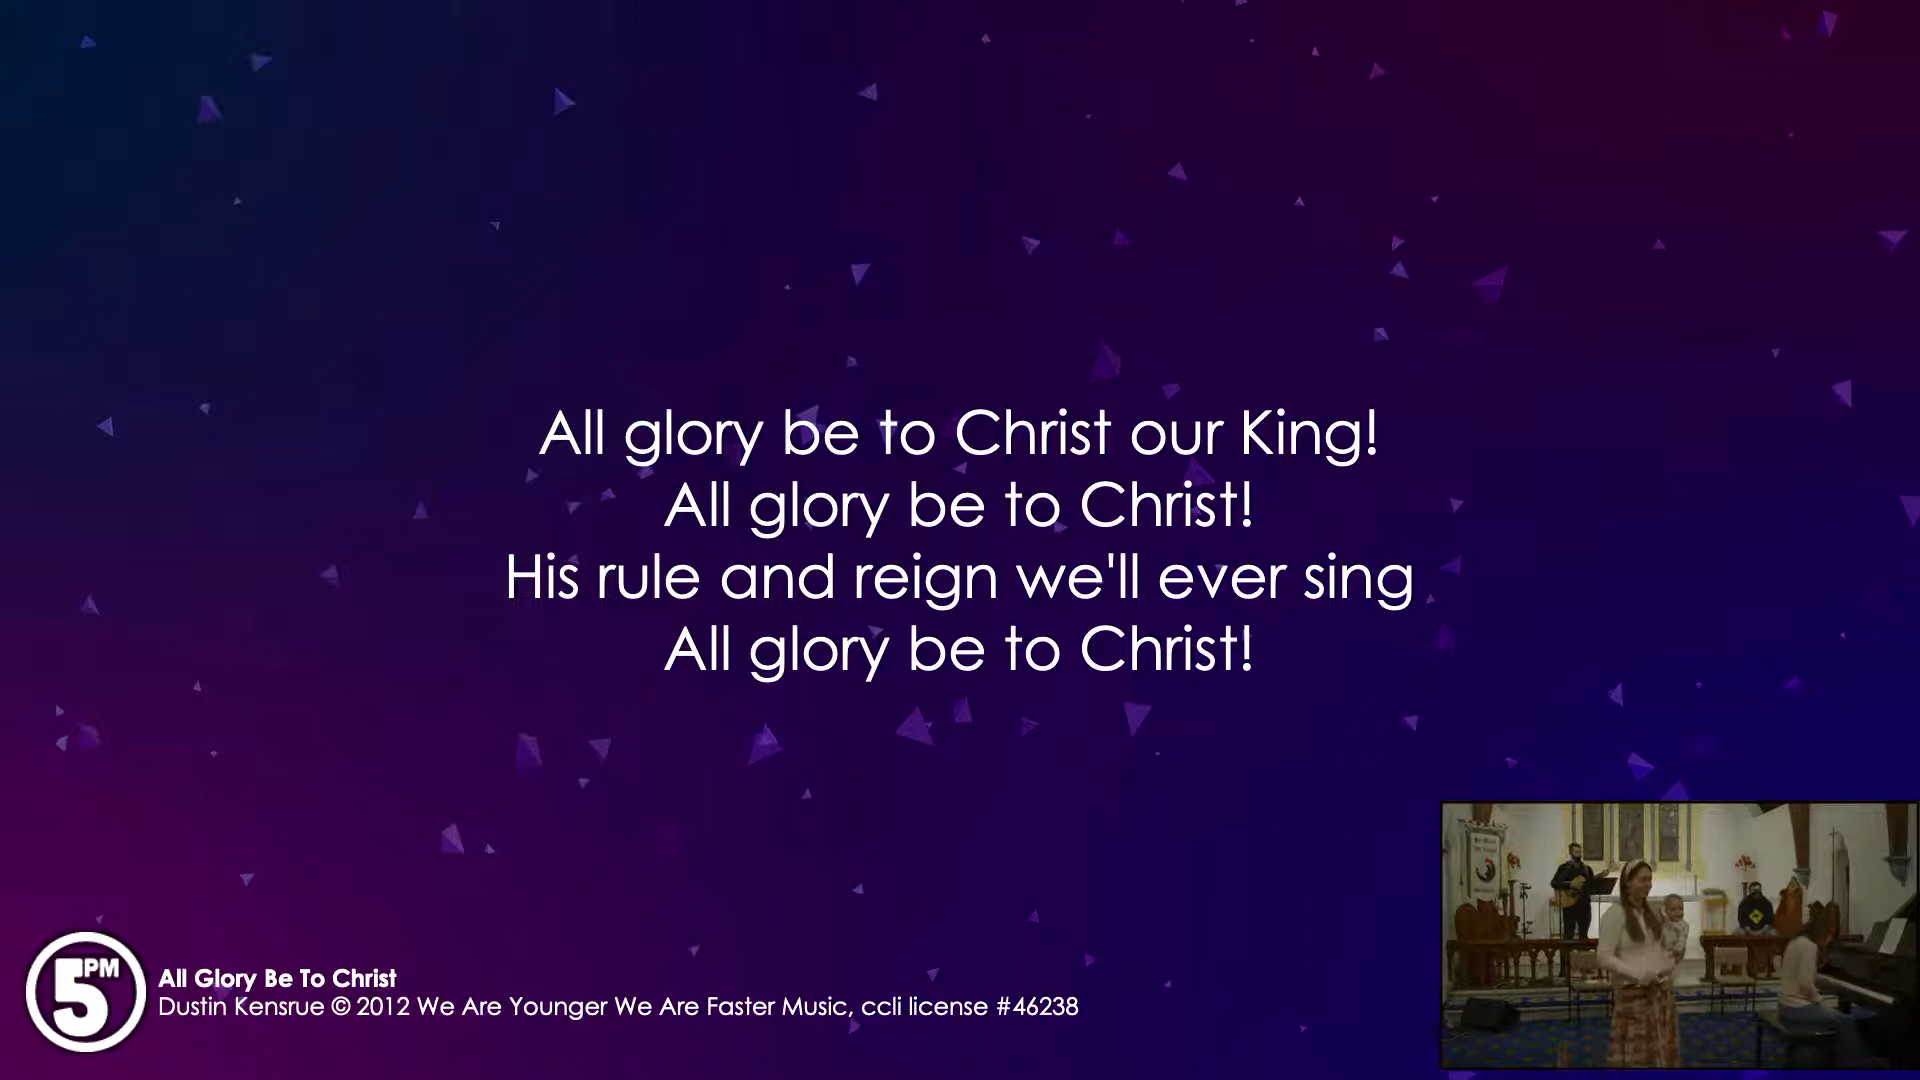 All glory be to Christ our King!
All glory be to Christ!
His rule and reign we'll ever sing
All glory be to Christ!
5PM
All Glory Be To Christ
Dustin Kensrue © 2012 We Are Younger We Are Faster Music, ccli license #46238